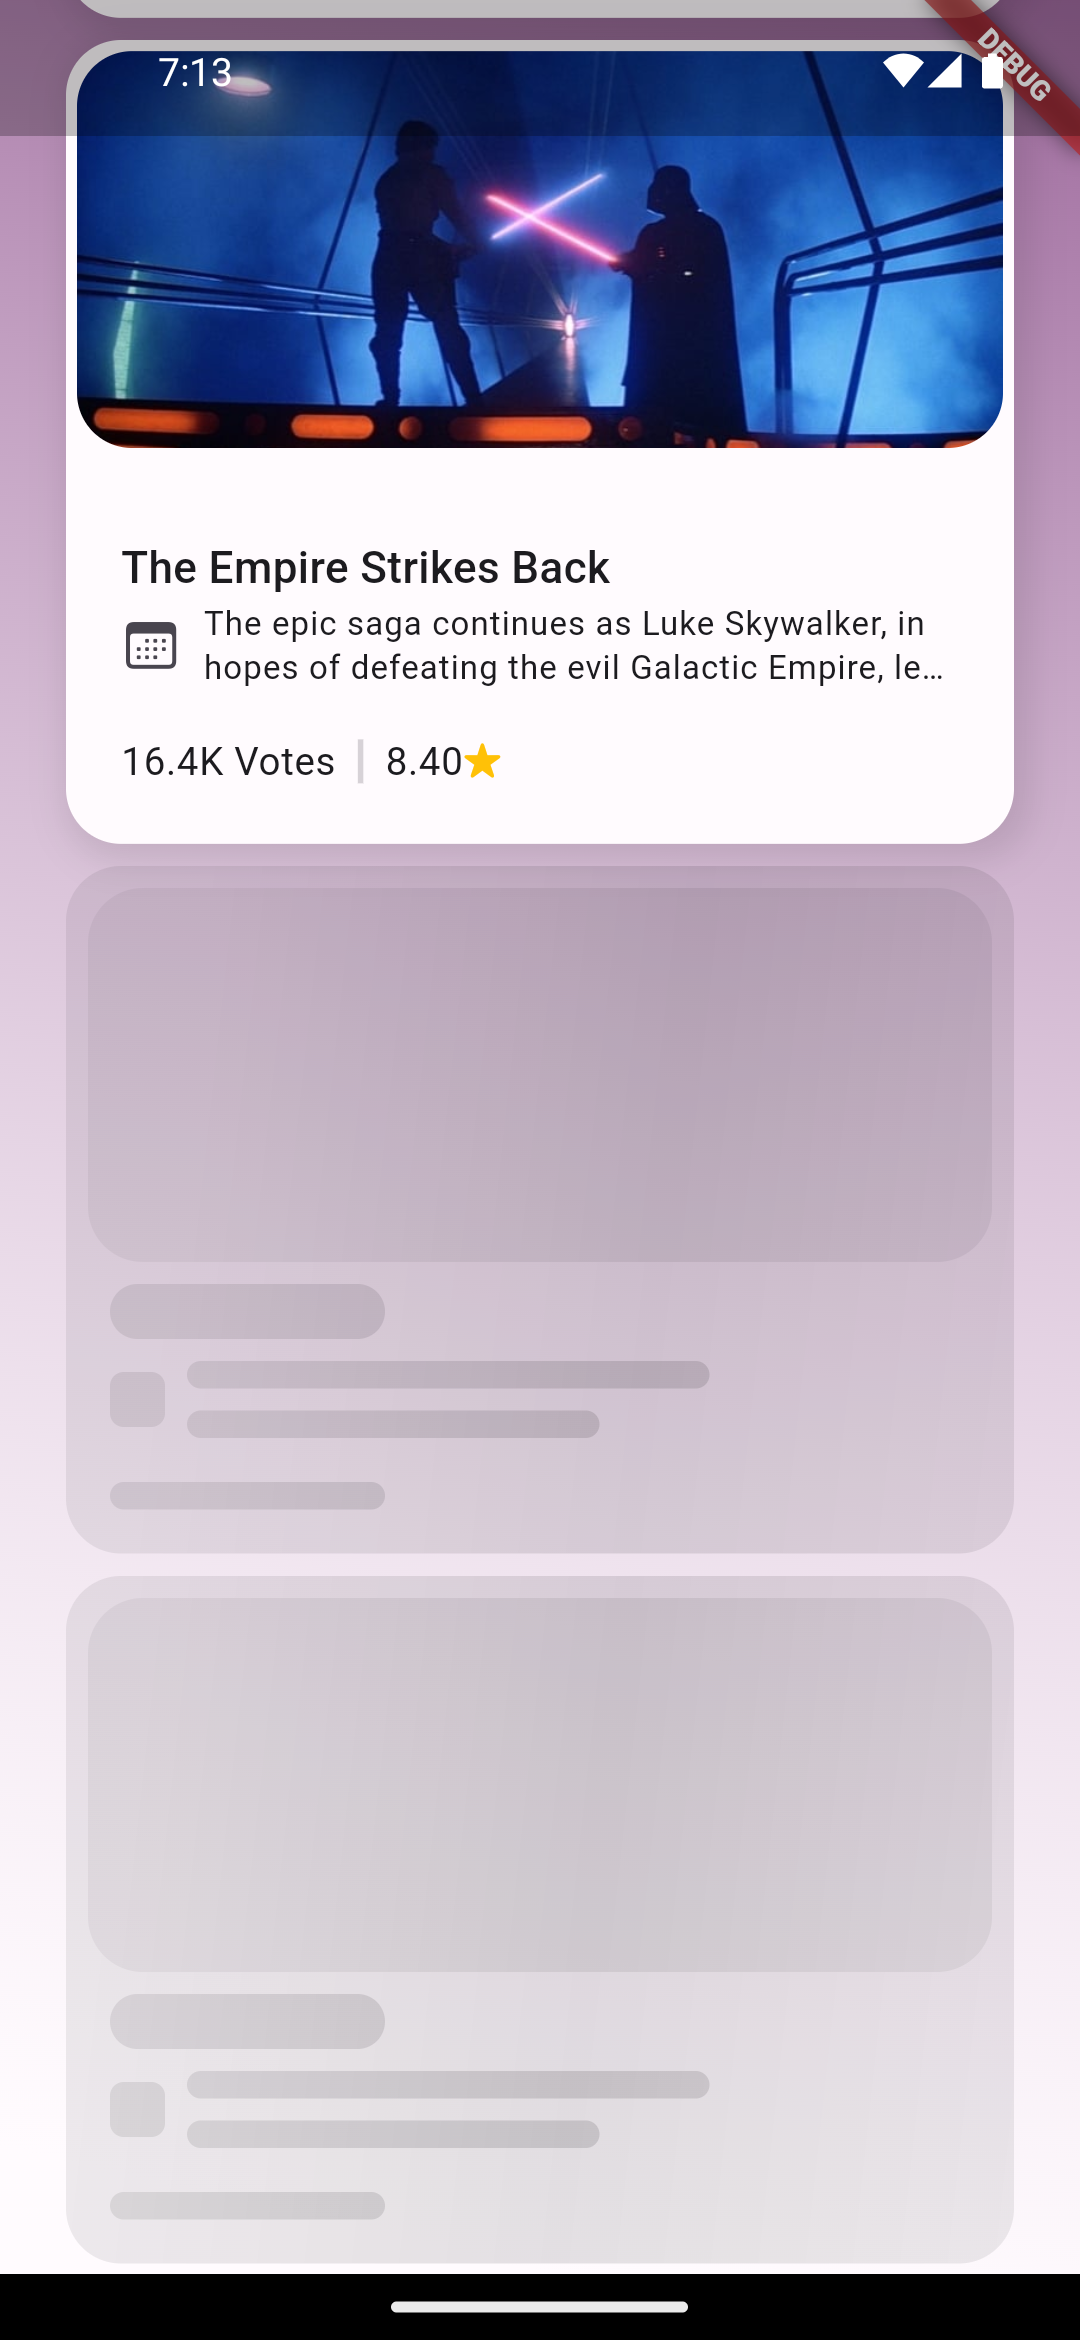 7:13
DEBUG
The Empire Strikes Back
The epic saga continues as Luke Skywalker, in
hopes of defeating the evil Galactic Empire, le…
16.4K Votes | 8.40